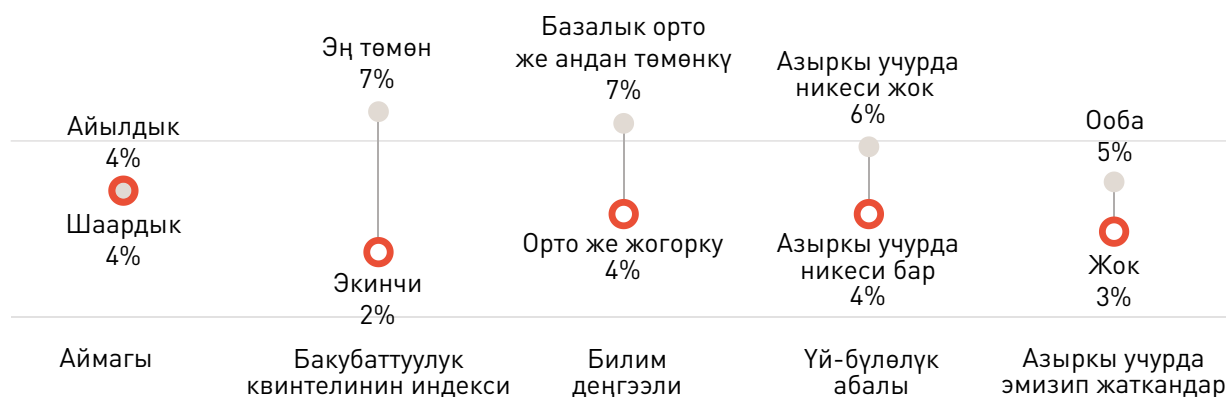 Айылдык
4%
Шаардык
4%
Аймагы
Эң төмөн
7%
Экинчи
2%
Бакубаттуулук
квинтелинин индекси
Базалык орто
же андан төмөнкү
7%
Орто же жогорку
4%
Билим
деңгээли
Азыркы учурда
никеси жок
6%
Азыркы учурда
никеси бар
4%
Үй-бүлөлүк
абалы
Ооба
5%
Жок
3%
Азыркы учурда
эмизип жаткандар